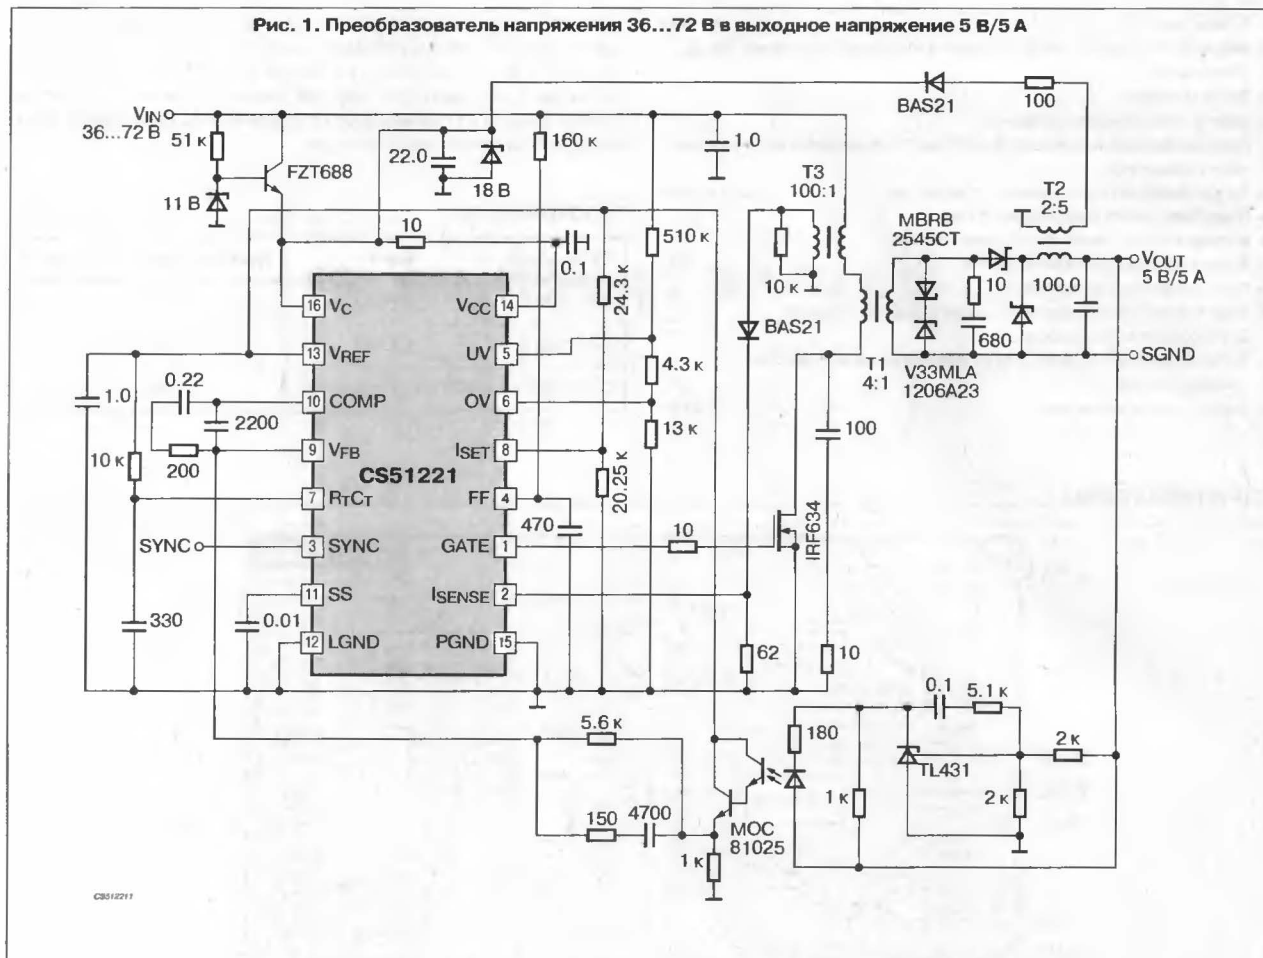 Рис. 1. Преобразователь напряжения 36...72 В в выходное напряжение 5 В/5 А
BAS21
100
VIN
36...72 В
51 к
FZT688
11 В
22.0
18 В
160 к
1.0
T3
100:1
T2
2:5
MBRB
2545CT
10
0.1
24.3 к
510 к
10 к
10
100.0
VOUT
5 В/5 А
680
SGND
BAS21
T1
4:1
V33MLA
1206A23
16 VC
VCC 14
13 VREF
UV 5
4.3 к
1.0
0.22
10 COMP
OV 6
2200
13 к
100
9 VFB
ISET 8
200
10 к
CS51221
20.25 к
7 RTCT
FF 4
470
IRF634
SYNC
3 SYNC
GATE 1
10
11 SS
ISENSE 2
330
0.01
12 LGND
PGND 15
62
10
0.1
5.1 к
5.6 к
180
TL431
2 к
1 к
2 к
150
4700
MOC
81025
1 к
CS512211